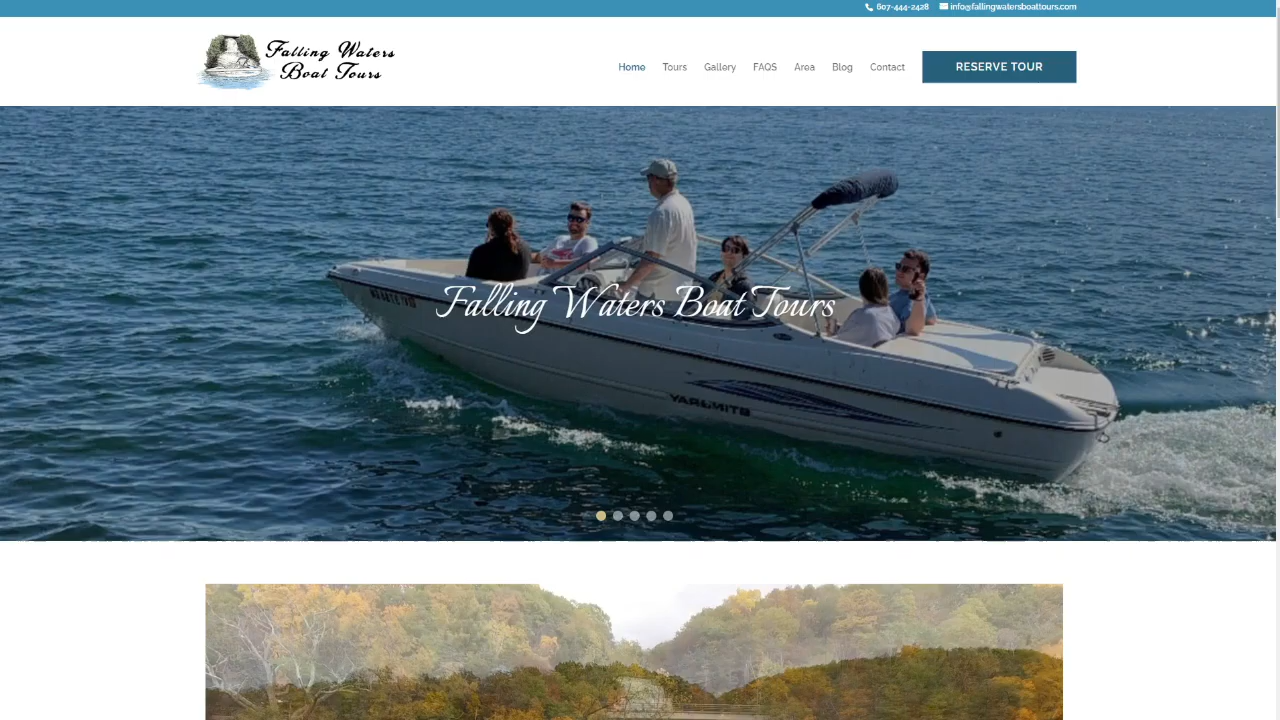 607-444-2428 info@fallingwatersboattours.com
Falling Waters
Boat Tours
Home Tours Gallery FAQS Area Blog Contact RESERVE TOUR
Falling Waters Boat Tours